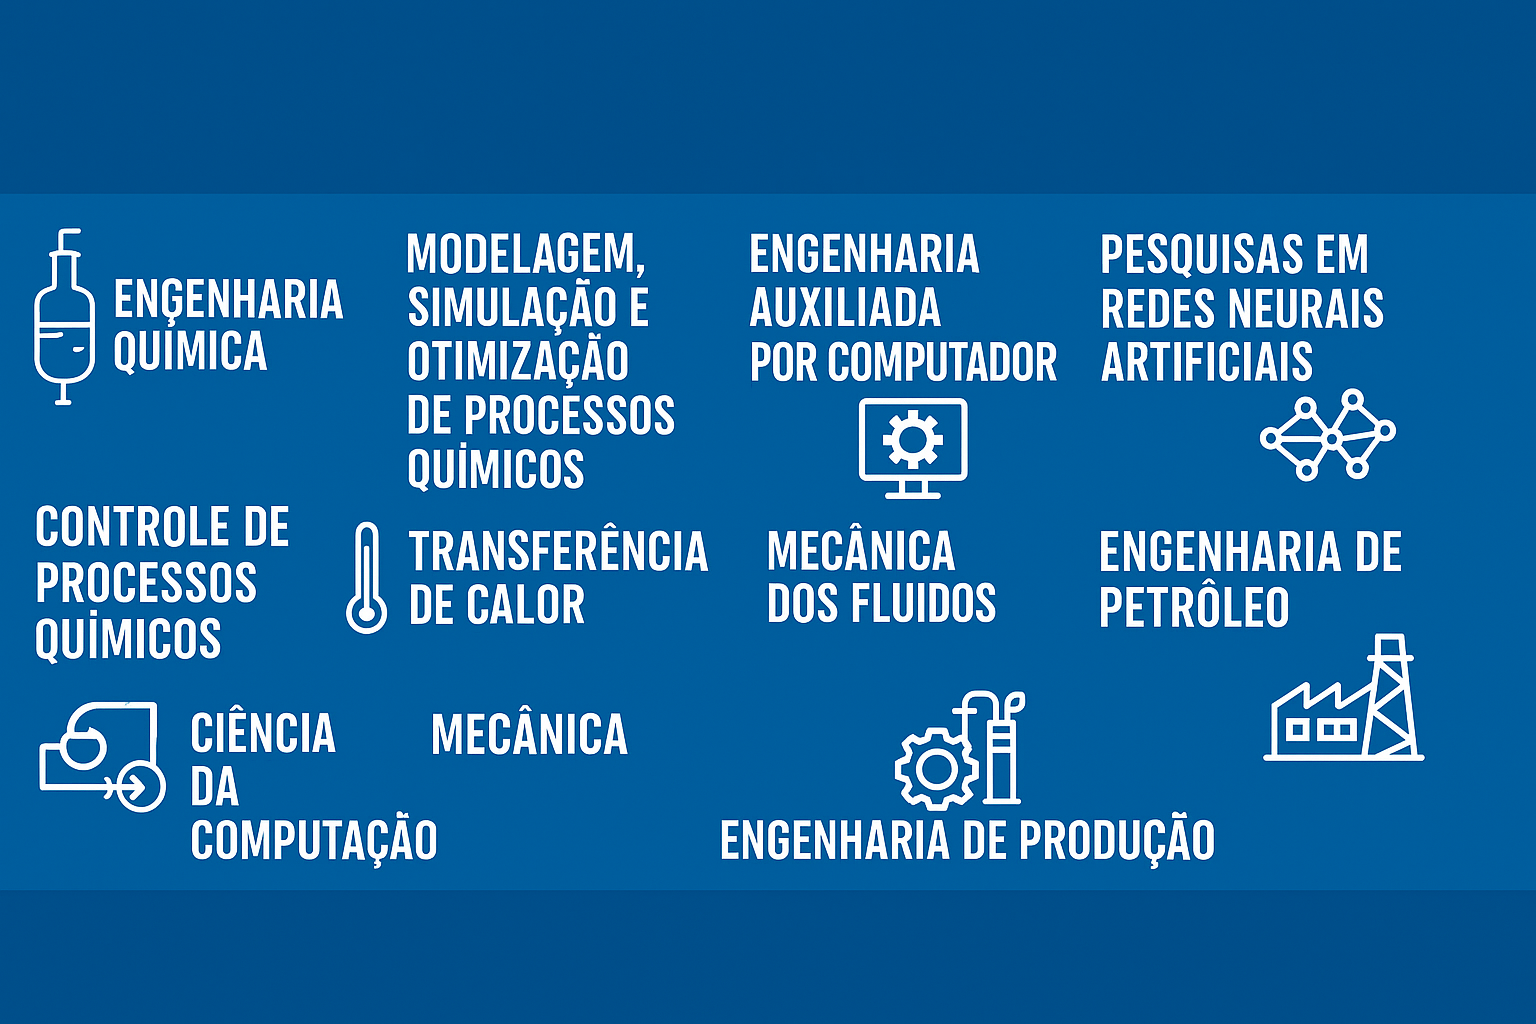 ENGENHARIA
QUÍMICA
MODELAGEM,
SIMULAÇÃO E
OTIMIZAÇÃO
DE PROCESSOS
QUÍMICOS
ENGENHARIA
AUXILIADA
POR COMPUTADOR
PESQUISAS EM
REDES NEURAIS
ARTIFICIAIS
CONTROLE DE
PROCESSOS
QUÍMICOS
TRANSFERÊNCIA
DE CALOR
MECÂNICA
DOS FLUIDOS
ENGENHARIA DE
PETRÔLEO
CIÊNCIA
DA
COMPUTAÇÃO
MECÂNICA
ENGENHARIA DE PRODUÇÃO